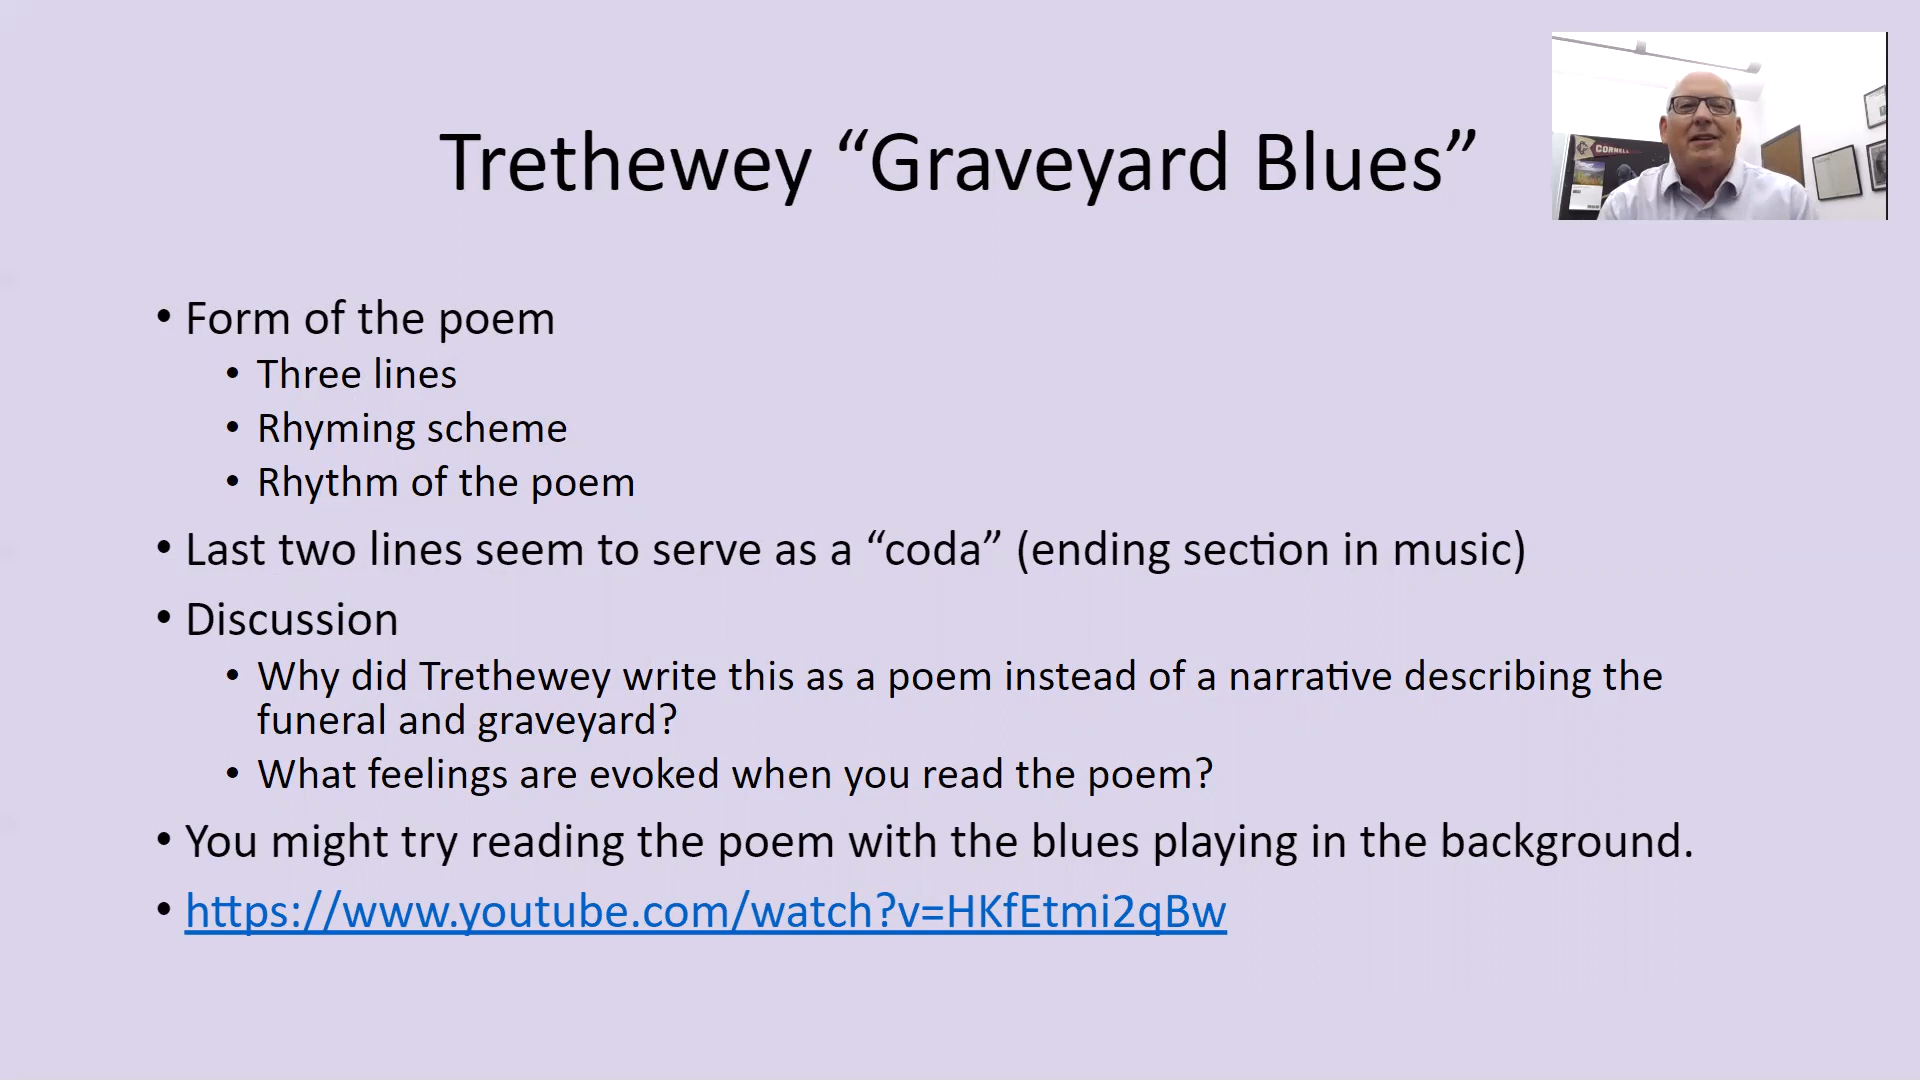 Trethewey “Graveyard Blues”
CORNELL
• Form of the poem
• Three lines
• Rhyming scheme
• Rhythm of the poem
• Last two lines seem to serve as a “coda” (ending section in music)
• Discussion
• Why did Trethewey write this as a poem instead of a narrative describing the
funeral and graveyard?
• What feelings are evoked when you read the poem?
• You might try reading the poem with the blues playing in the background.
• https://www.youtube.com/watch?v=HKfEtmi2qBw